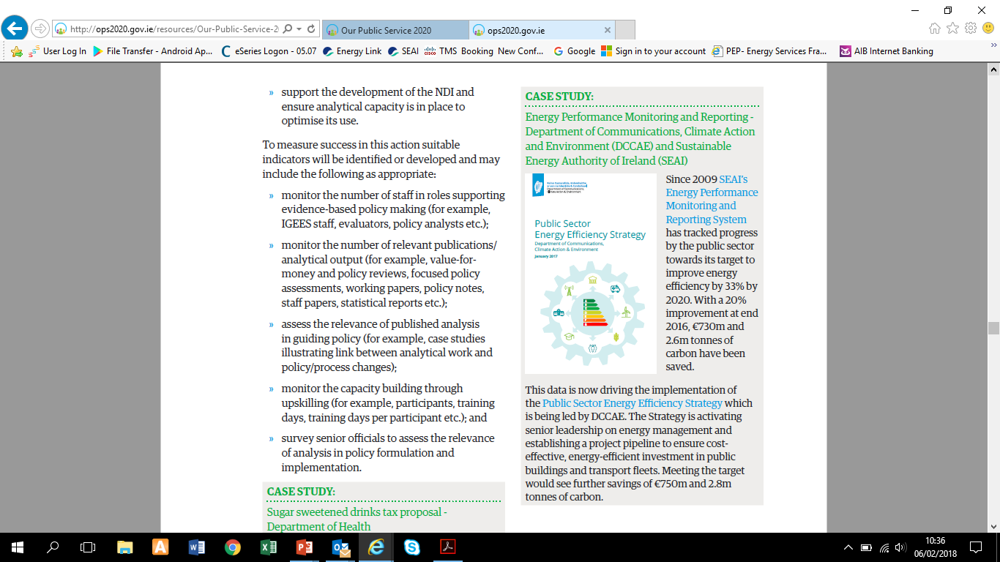 http://ops2020.gov.ie/resources/Our-Public-Service-2
Our Public Service 2020
ops2020.gov.ie
User Log In
File Transfer - Android Ap...
eSeries Logon - 05.07
Energy Link
SEAI
TMS Booking New Conf...
Google
Sign in to your account
PEP- Energy Services Fra...
AIB Internet Banking
» support the development of the NDI and
ensure analytical capacity is in place to
optimise its use.
To measure success in this action suitable
indicators will be identified or developed and may
include the following as appropriate:
» monitor the number of staff in roles supporting
evidence-based policy making (for example,
IGEES staff, evaluators, policy analysts etc.);
» monitor the number of relevant publications/
analytical output (for example, value-for-
money and policy reviews, focused policy
assessments, working papers, policy notes,
staff papers, statistical reports etc.);
» assess the relevance of published analysis
in guiding policy (for example, case studies
illustrating link between analytical work and
policy/process changes);
» monitor the capacity building through
upskilling (for example, participants, training
days, training days per participant etc.); and
» survey senior officials to assess the relevance
of analysis in policy formulation and
implementation.
CASE STUDY:
Sugar sweetened drinks tax proposal -
Department of Health
CASE STUDY:
Energy Performance Monitoring and Reporting -
Department of Communications, Climate Action
and Environment (DCCAE) and Sustainable
Energy Authority of Ireland (SEAI)
Department of Communications,
Climate Action & Environment
Public Sector
Energy Efficiency Strategy
Department of Communications,
Climate Action & Environment
January 2017
Since 2009 SEAI's
Energy Performance
Monitoring and
Reporting System
has tracked progress
by the public sector
towards its target to
improve energy
efficiency by 33% by
2020. With a 20%
improvement at end
2016, €730m and
2.6m tonnes of
carbon have been
saved.
This data is now driving the implementation of
the Public Sector Energy Efficiency Strategy which
is being led by DCCAE. The Strategy is activating
senior leadership on energy management and
establishing a project pipeline to ensure cost-
effective, energy-efficient investment in public
buildings and transport fleets. Meeting the target
would see further savings of €750m and 2.8m
tonnes of carbon.
10:36
06/02/2018